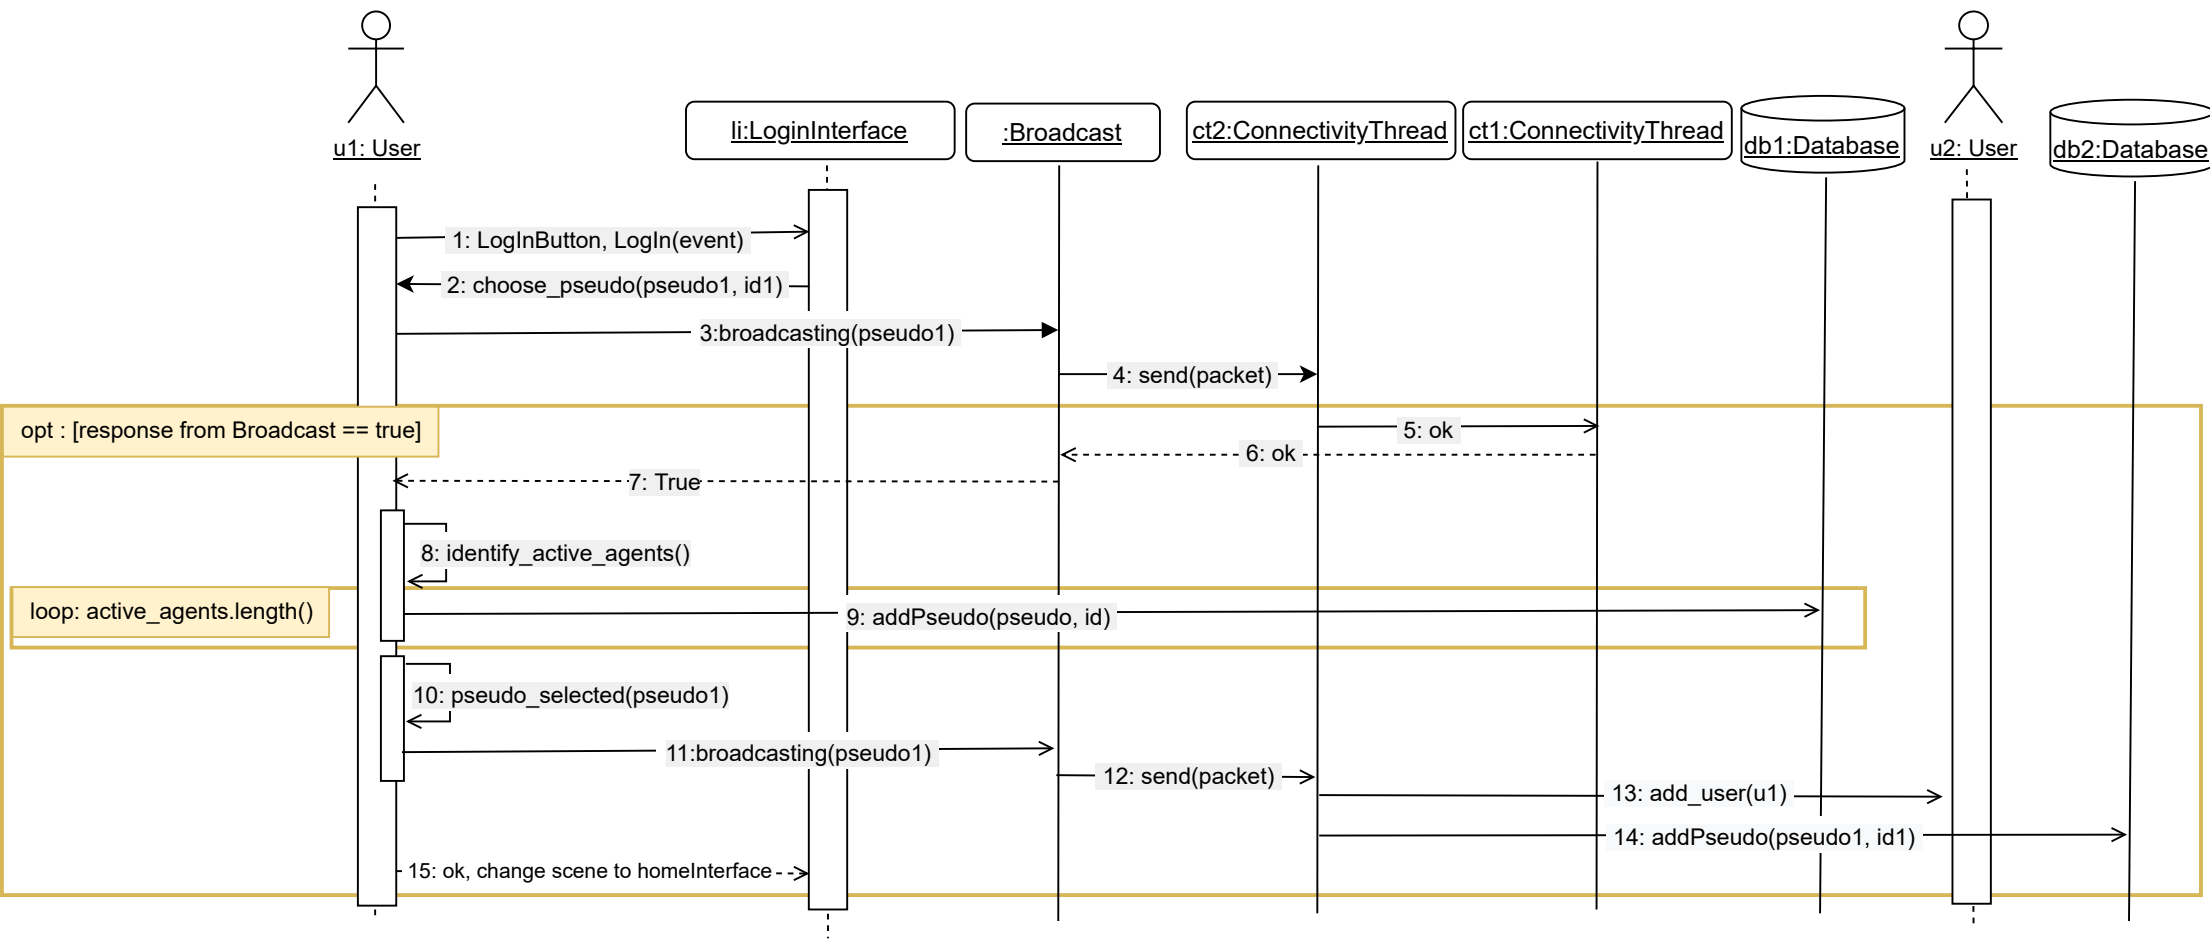 u1: User
li:LoginInterface
:Broadcast
ct2:ConnectivityThread
ct1:ConnectivityThread
db1:Database
u2: User
db2:Database
1: LogInButton, LogIn(event)
2: choose_pseudo(pseudo1, id1)
3:broadcasting(pseudo1)
4: send(packet)
opt : [response from Broadcast == true]
5: ok
6: ok
7: True
8: identify_active_agents()
loop: active_agents.length()
9: addPseudo(pseudo, id)
10: pseudo_selected(pseudo1)
11:broadcasting(pseudo1)
12: send(packet)
13: add_user(u1)
14: addPseudo(pseudo1, id1)
15: ok, change scene to homeInterface